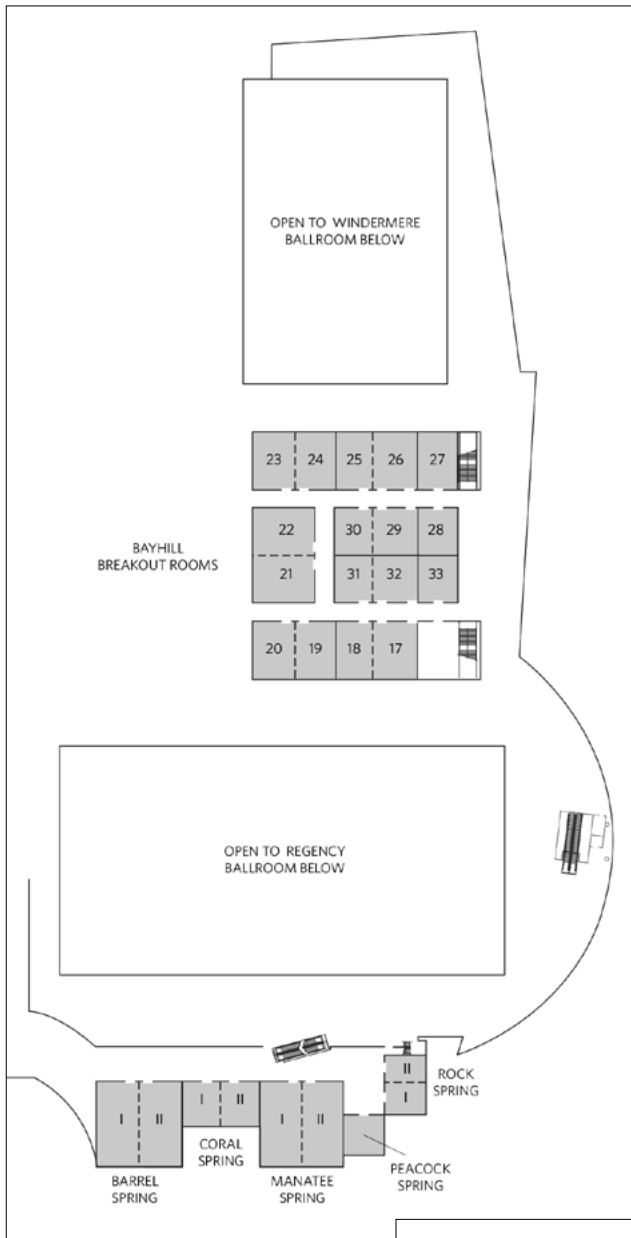 OPEN TO WINDERMERE
BALLROOM BELOW
23 24 25 26 27
22 30 29 28
BAYHILL
BREAKOUT ROOMS
21 31 32 33
20 19 18 17
OPEN TO REGENCY
BALLROOM BELOW
II
ROCK
SPRING
I
I II I II I II
CORAL
SPRING
BARREL
SPRING
MANATEE
SPRING
PEACOCK
SPRING